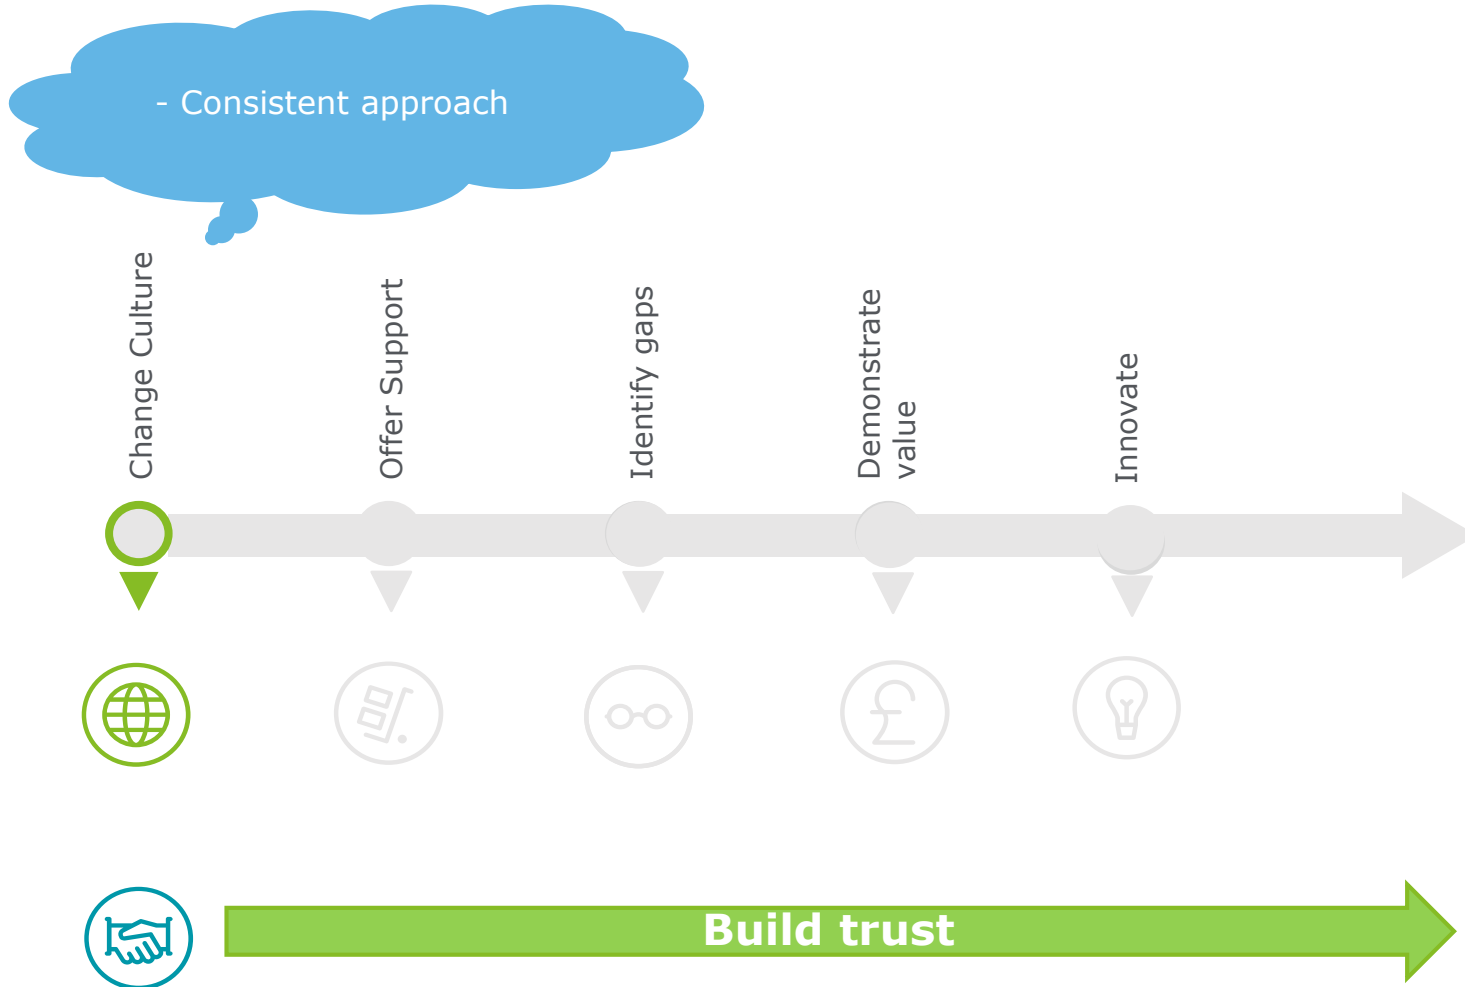 - Consistent approach
Change Culture
Offer Support
Identify gaps
Demonstrate
value
Innovate
£
Build trust